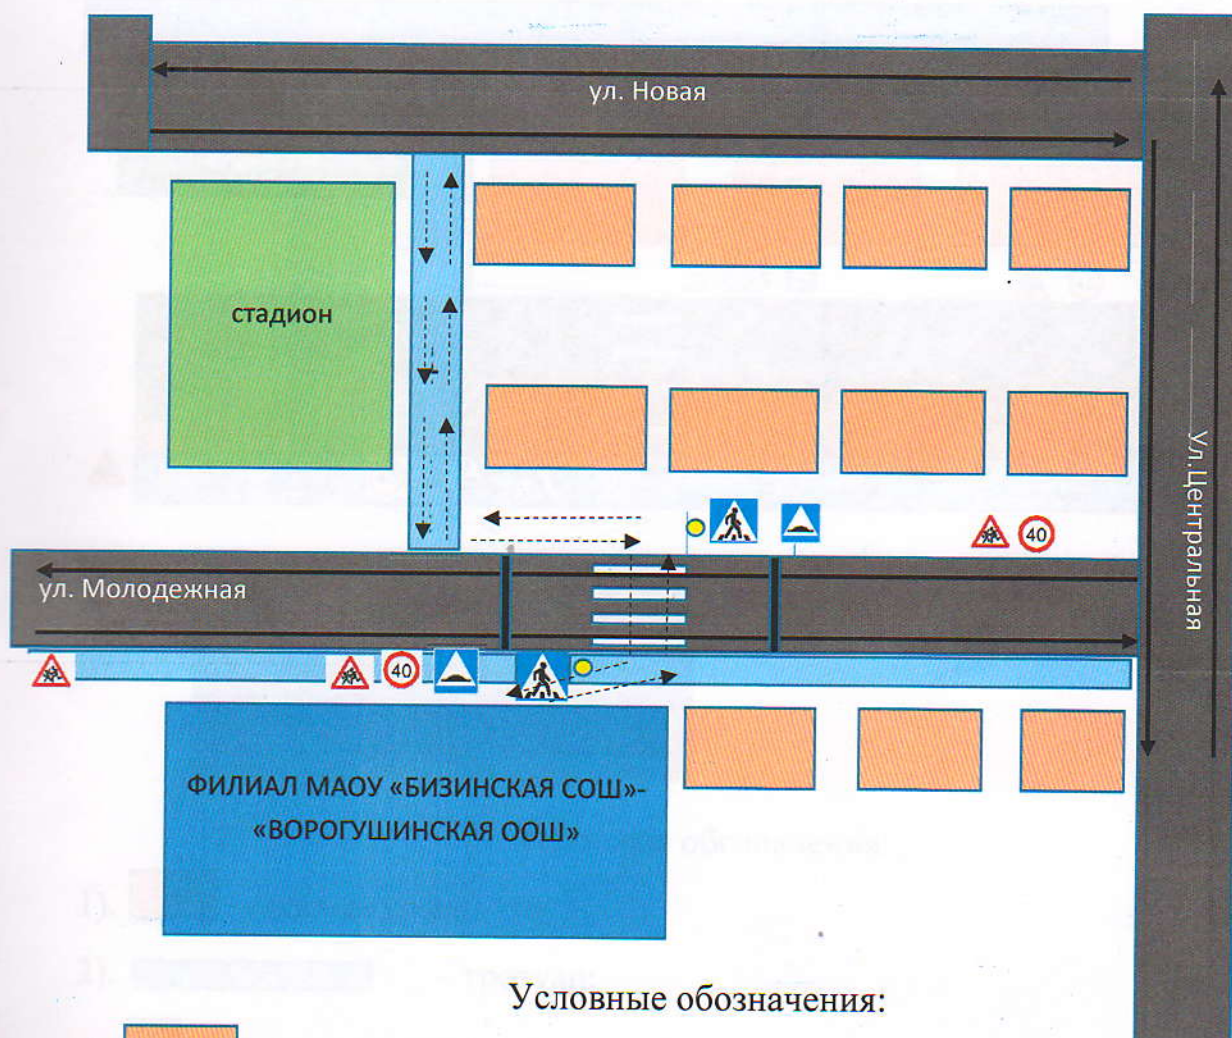 ул. Новая
стадион
Ул.Центральная
40
ул. Молодежная
40
ФИЛИАЛ МАОУ «БИЗИНСКАЯ СОШ»-
«ВОРОГУШИНСКАЯ ООШ»
Условные обозначения: